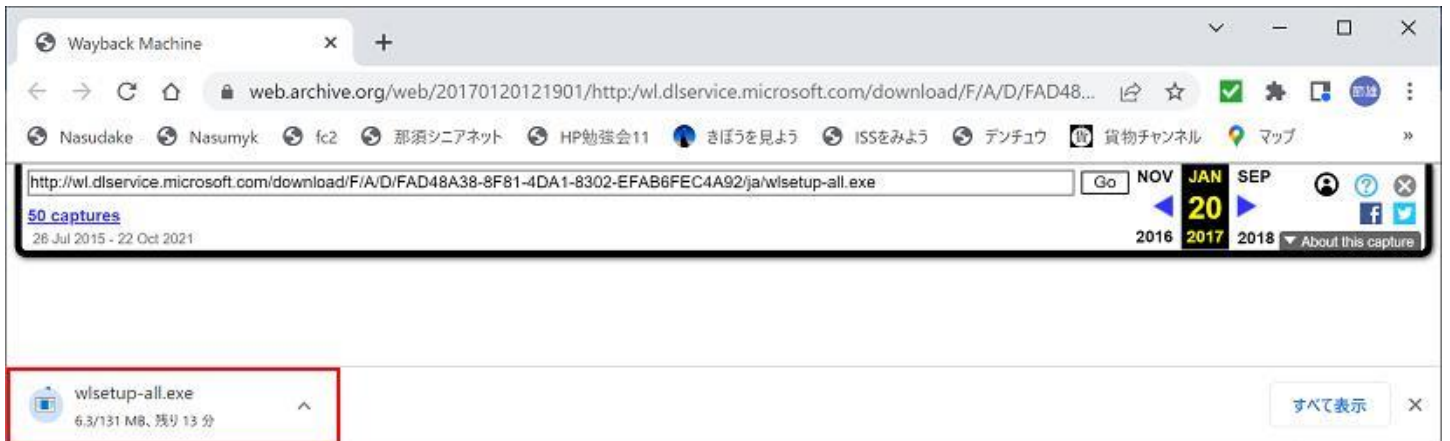 Wayback Machine
web.archive.org/web/20170120121901/http:/wl.dlservice.microsoft.com/download/F/A/D/FAD48...
Nasudake Nasumyk fc2 那須シニアネット HP勉強会11 きぼうを見よう ISSをみよう デンチュウ 貨物チャンネル マップ »
http://wl.dlservice.microsoft.com/download/F/A/D/FAD48A38-8F81-4DA1-8302-EFAB6FEC4A92/ja/wlsetup-all.exe Go NOV JAN SEP
50 captures 20
26 Jul 2015 - 22 Oct 2021 2016 2017 2018 About this capture
wlsetup-all.exe
6.3/131 MB、残り 13 分
すべて表示